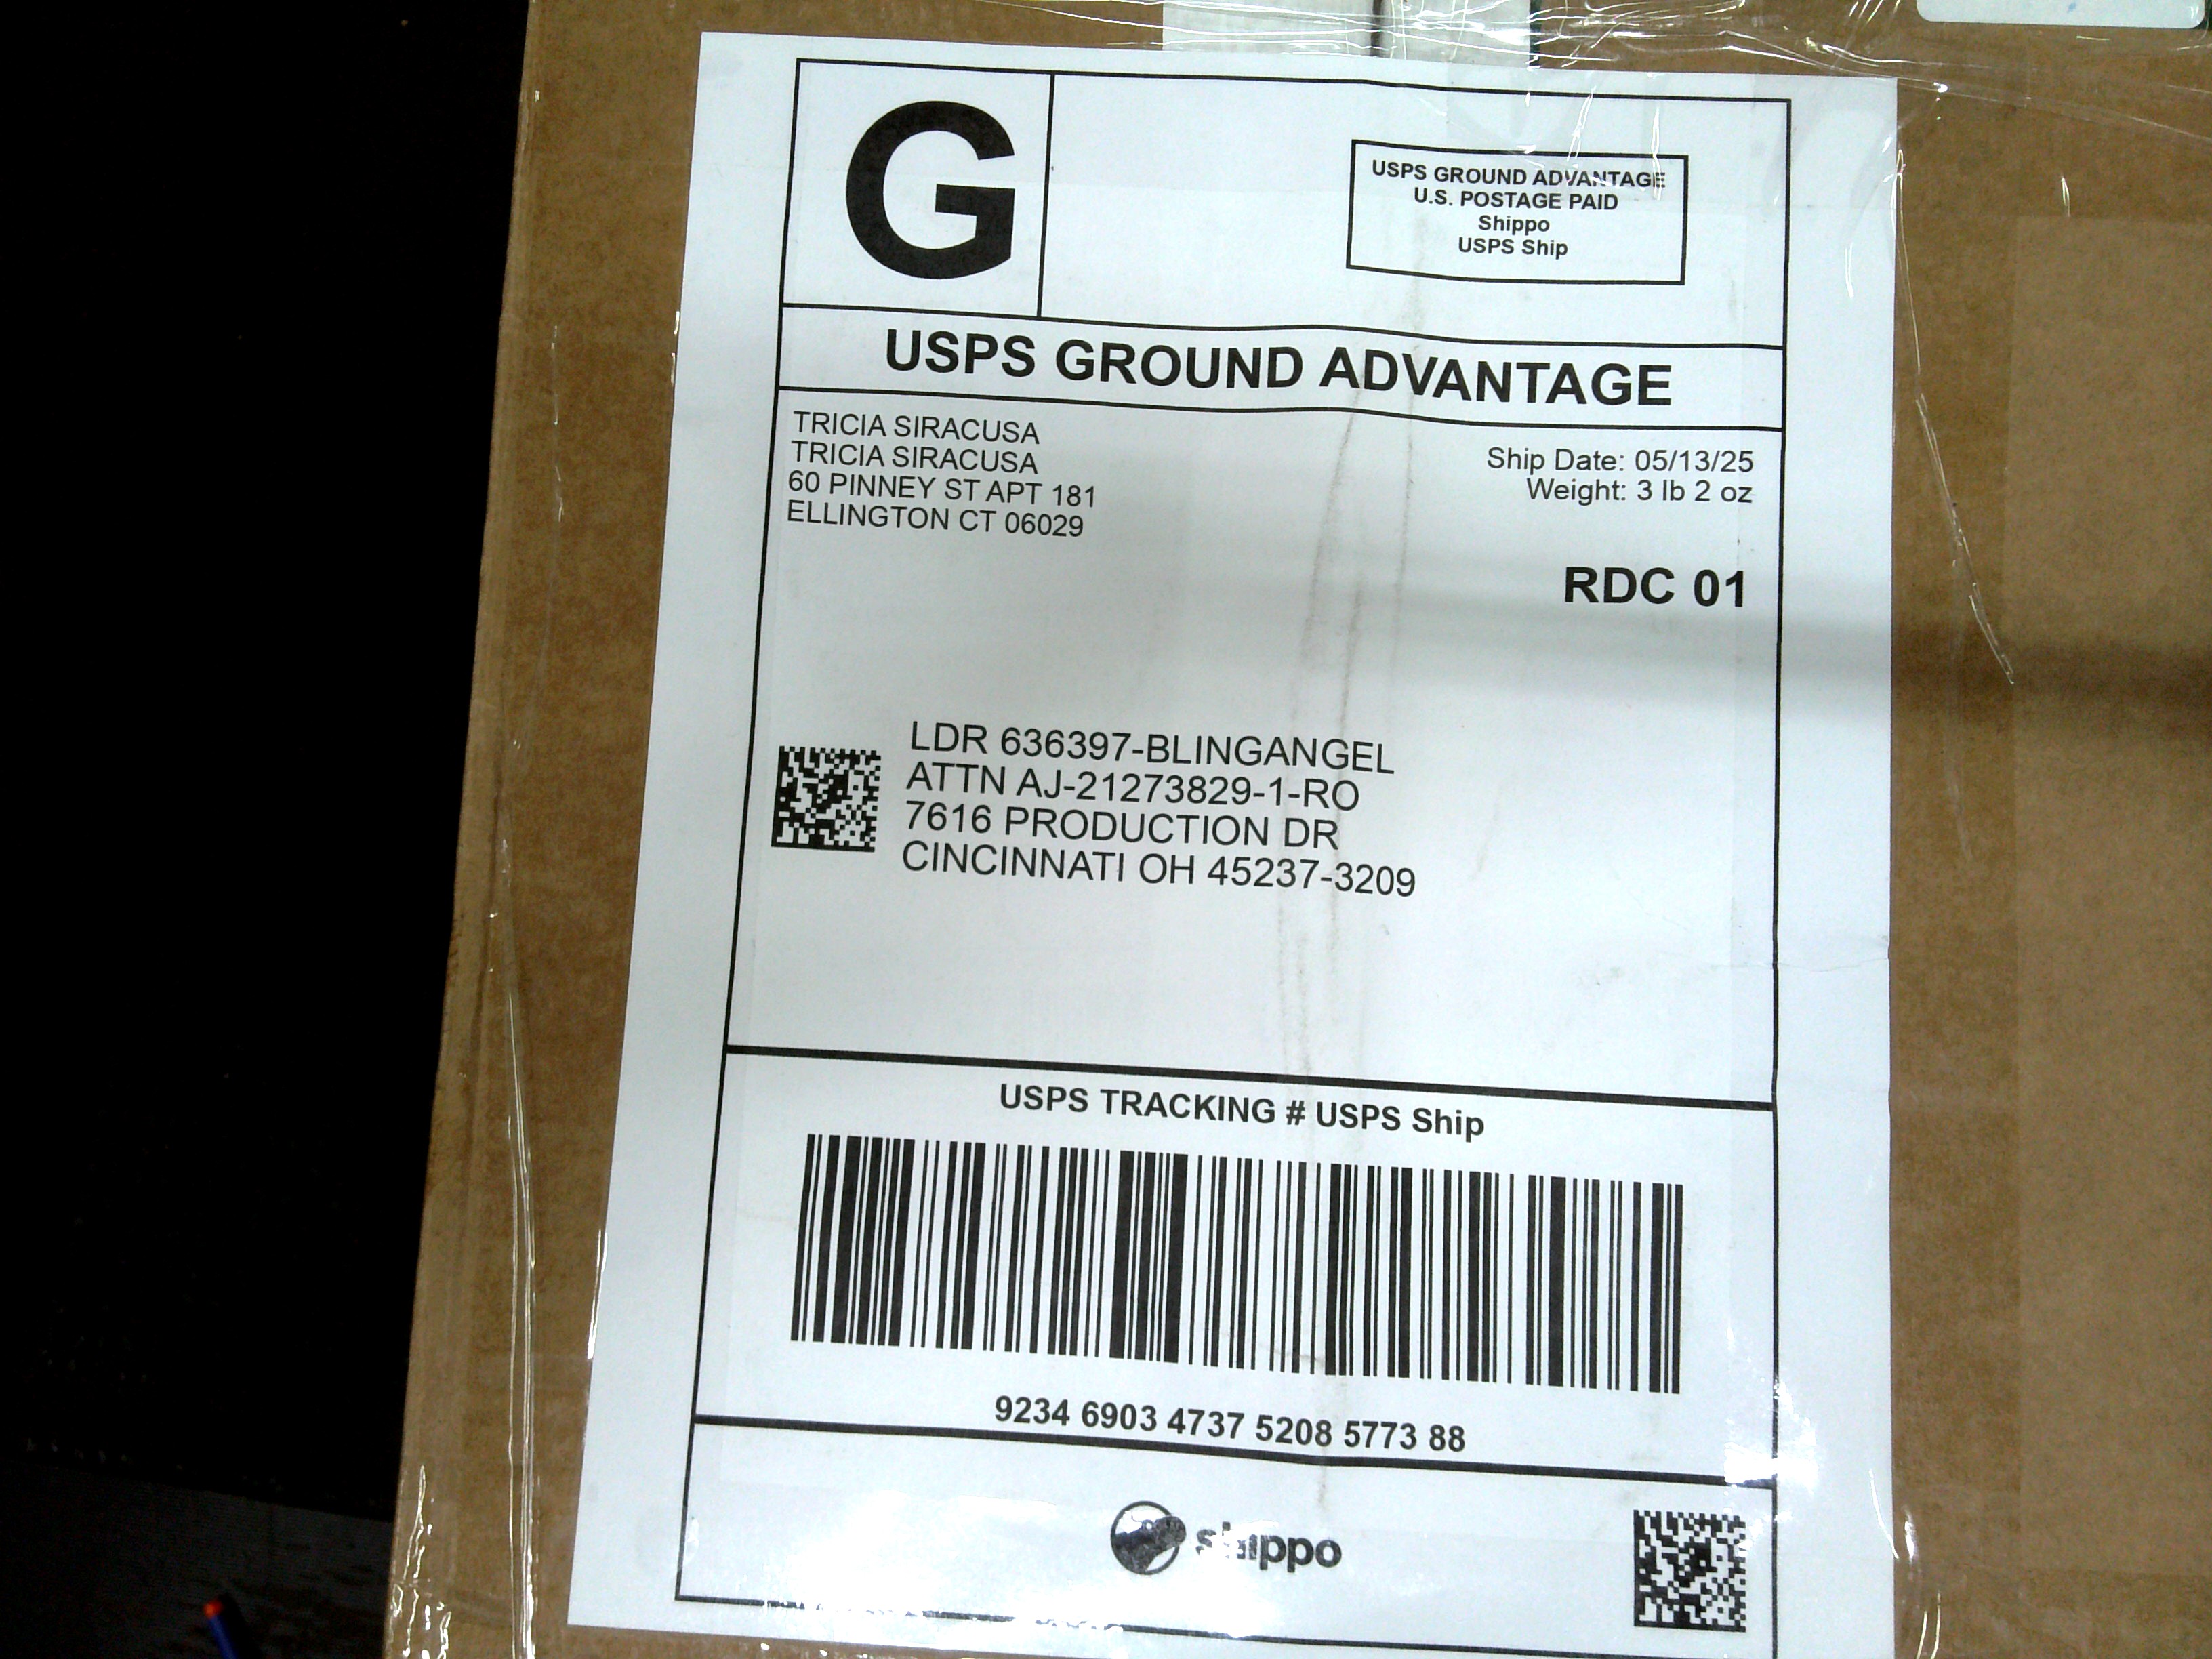 G
USPS GROUND ADVANTAGE
U.S. POSTAGE PAID
Shippo
USPS Ship
USPS GROUND ADVANTAGE
TRICIA SIRACUSA
TRICIA SIRACUSA
60 PINNEY ST APT 181
ELLINGTON CT 06029
Ship Date: 05/13/25
Weight: 3 lb 2 oz
RDC 01
LDR 636397-BLINGANGEL
ATTN AJ-21273829-1-RO
7616 PRODUCTION DR
CINCINNATI OH 45237-3209
USPS TRACKING # USPS Ship
9234 6903 4737 5208 5773 88
shippo